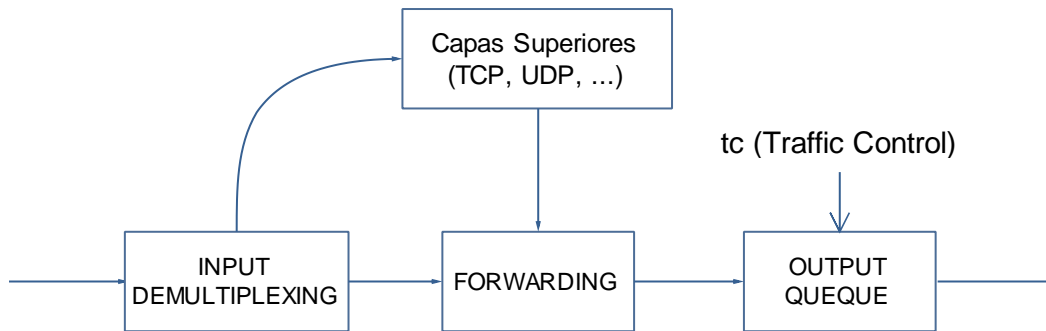 Capas Superiores
(TCP, UDP, ...)
tc (Traffic Control)
INPUT
DEMULTIPLEXING
FORWARDING
OUTPUT
QUEQUE